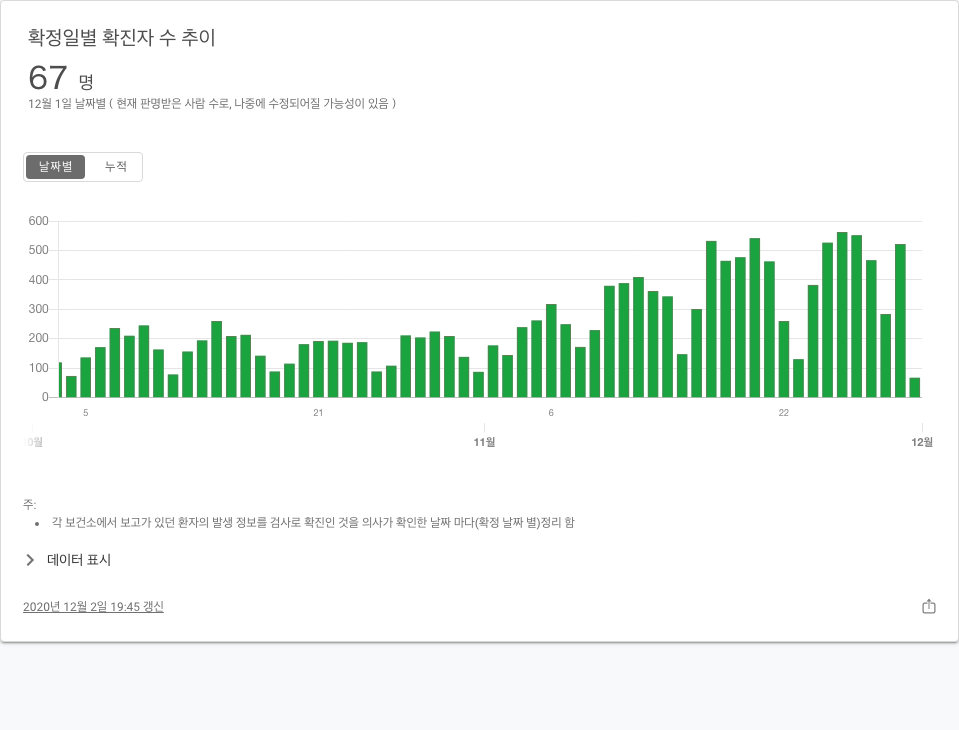 확정일별 확진자 수 추이
67 명
12월 1일 날짜별 ( 현재 판명받은 사람 수로, 나중에 수정되어질 가능성이 있음 )
날짜별 누적
600
500
400
300
200
100
0
5 21 6 22
0월 11월 12월
주:
• 각 보건소에서 보고가 있던 환자의 발생 정보를 검사로 확진인 것을 의사가 확인한 날짜 마다(확정 날짜 별)정리 함
데이터 표시
2020년 12월 2일 19:45 갱신